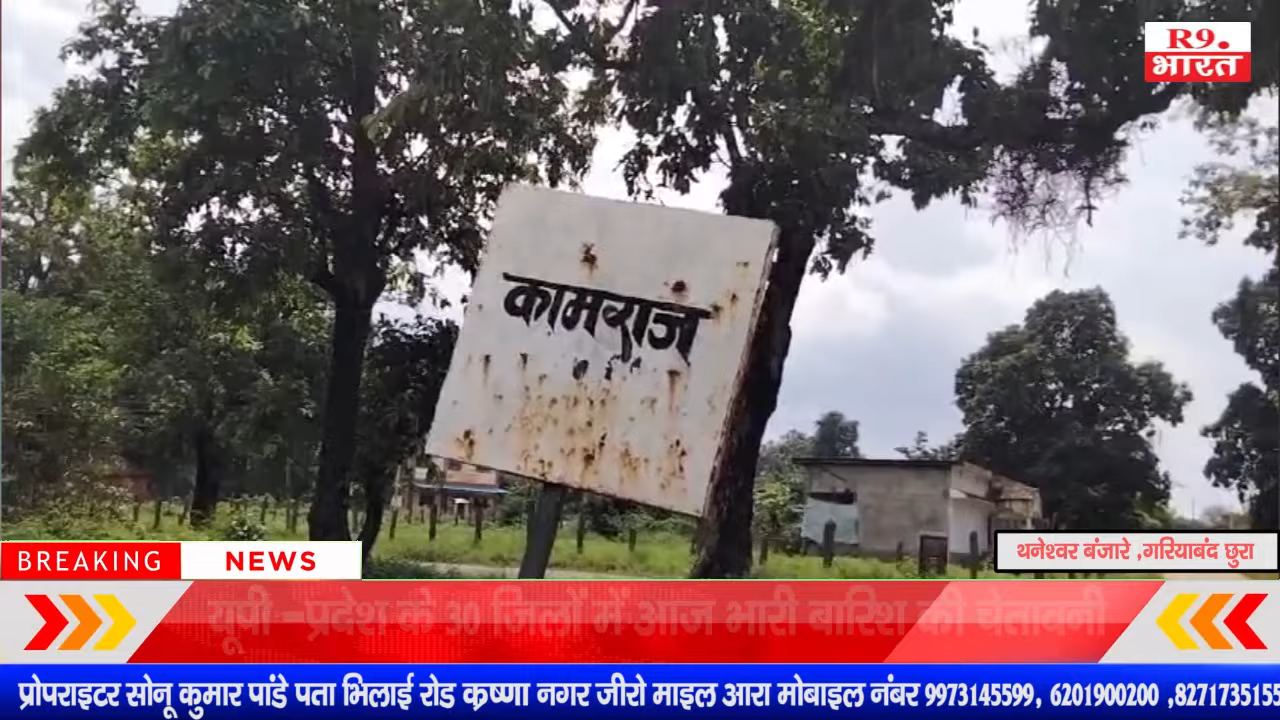 R9.
भारत
कामराज
थनेश्वर बंजारे ,गरियाबंद छुरा
BREAKING NEWS
यूपी -प्रदेश के 30 जिलों में आज भारी बारिश की चेतावनी
प्रोपराइटर सोनू कुमार पांडे पता भिलाई रोड कृष्णा नगर जीरो माइल आरा मोबाइल नंबर 9973145599, 6201900200 ,8271735155